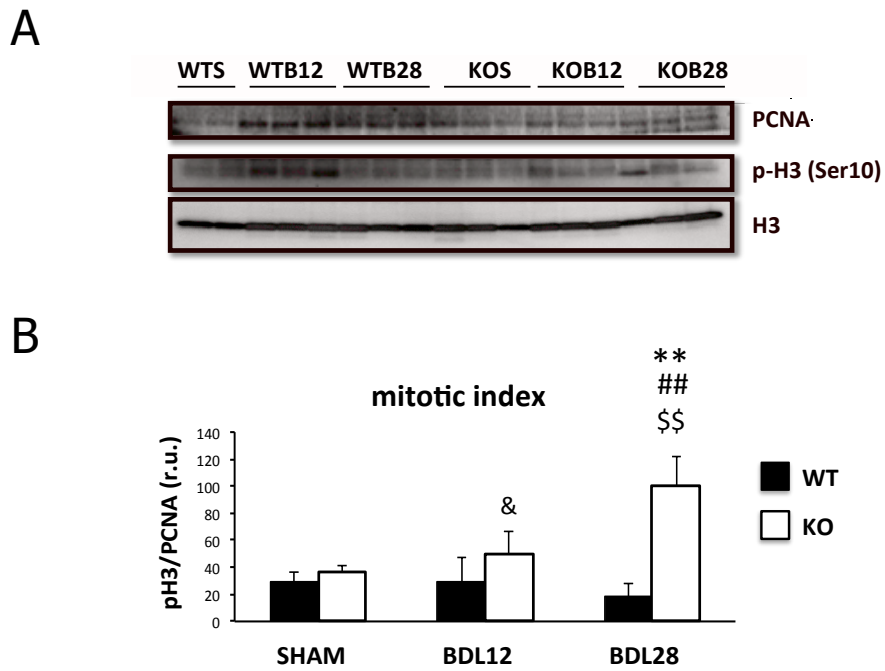 A
WTS WTB12 WTB28 KOS KOB12 KOB28
PCNA
p-H3 (Ser10)
H3
B
**
##
$$
mitotic index
&
pH3/PCNA (r.u.)
140
120
100
80
60
40
20
0
WT
KO
SHAM BDL12 BDL28